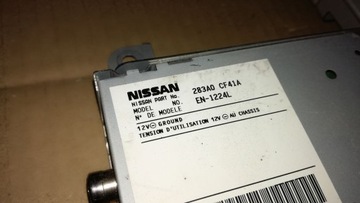 NISSAN
NISSAN PART No. 283A0 CF41A
MODEL NO. EN-1224L
N° DE MODELE
12V⊖GROUND
TENSION D'UTILISATION 12V⊖AU CHASSIS